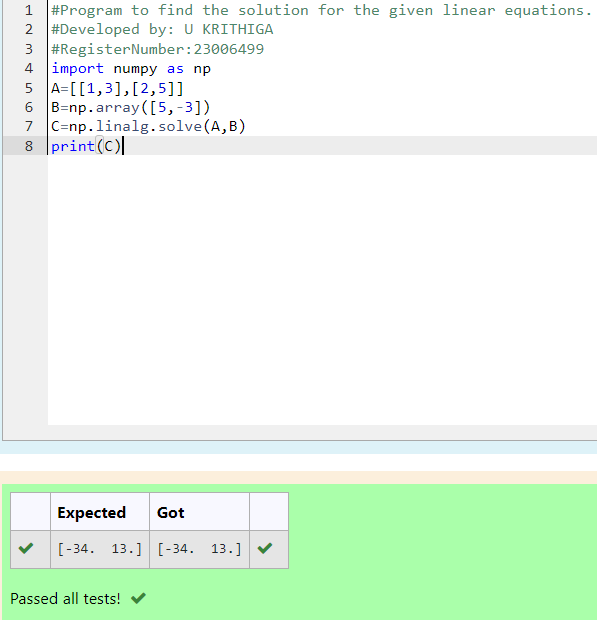 1 #Program to find the solution for the given linear equations.
2 #Developed by: U KRITHIGA
3 #RegisterNumber:23006499
4 import numpy as np
5 A=[[1,3],[2,5]]
6 B=np.array([5,-3])
7 C=np.linalg.solve(A,B)
8 print(C)
Expected Got
[-34. 13.] [-34. 13.]
Passed all tests!